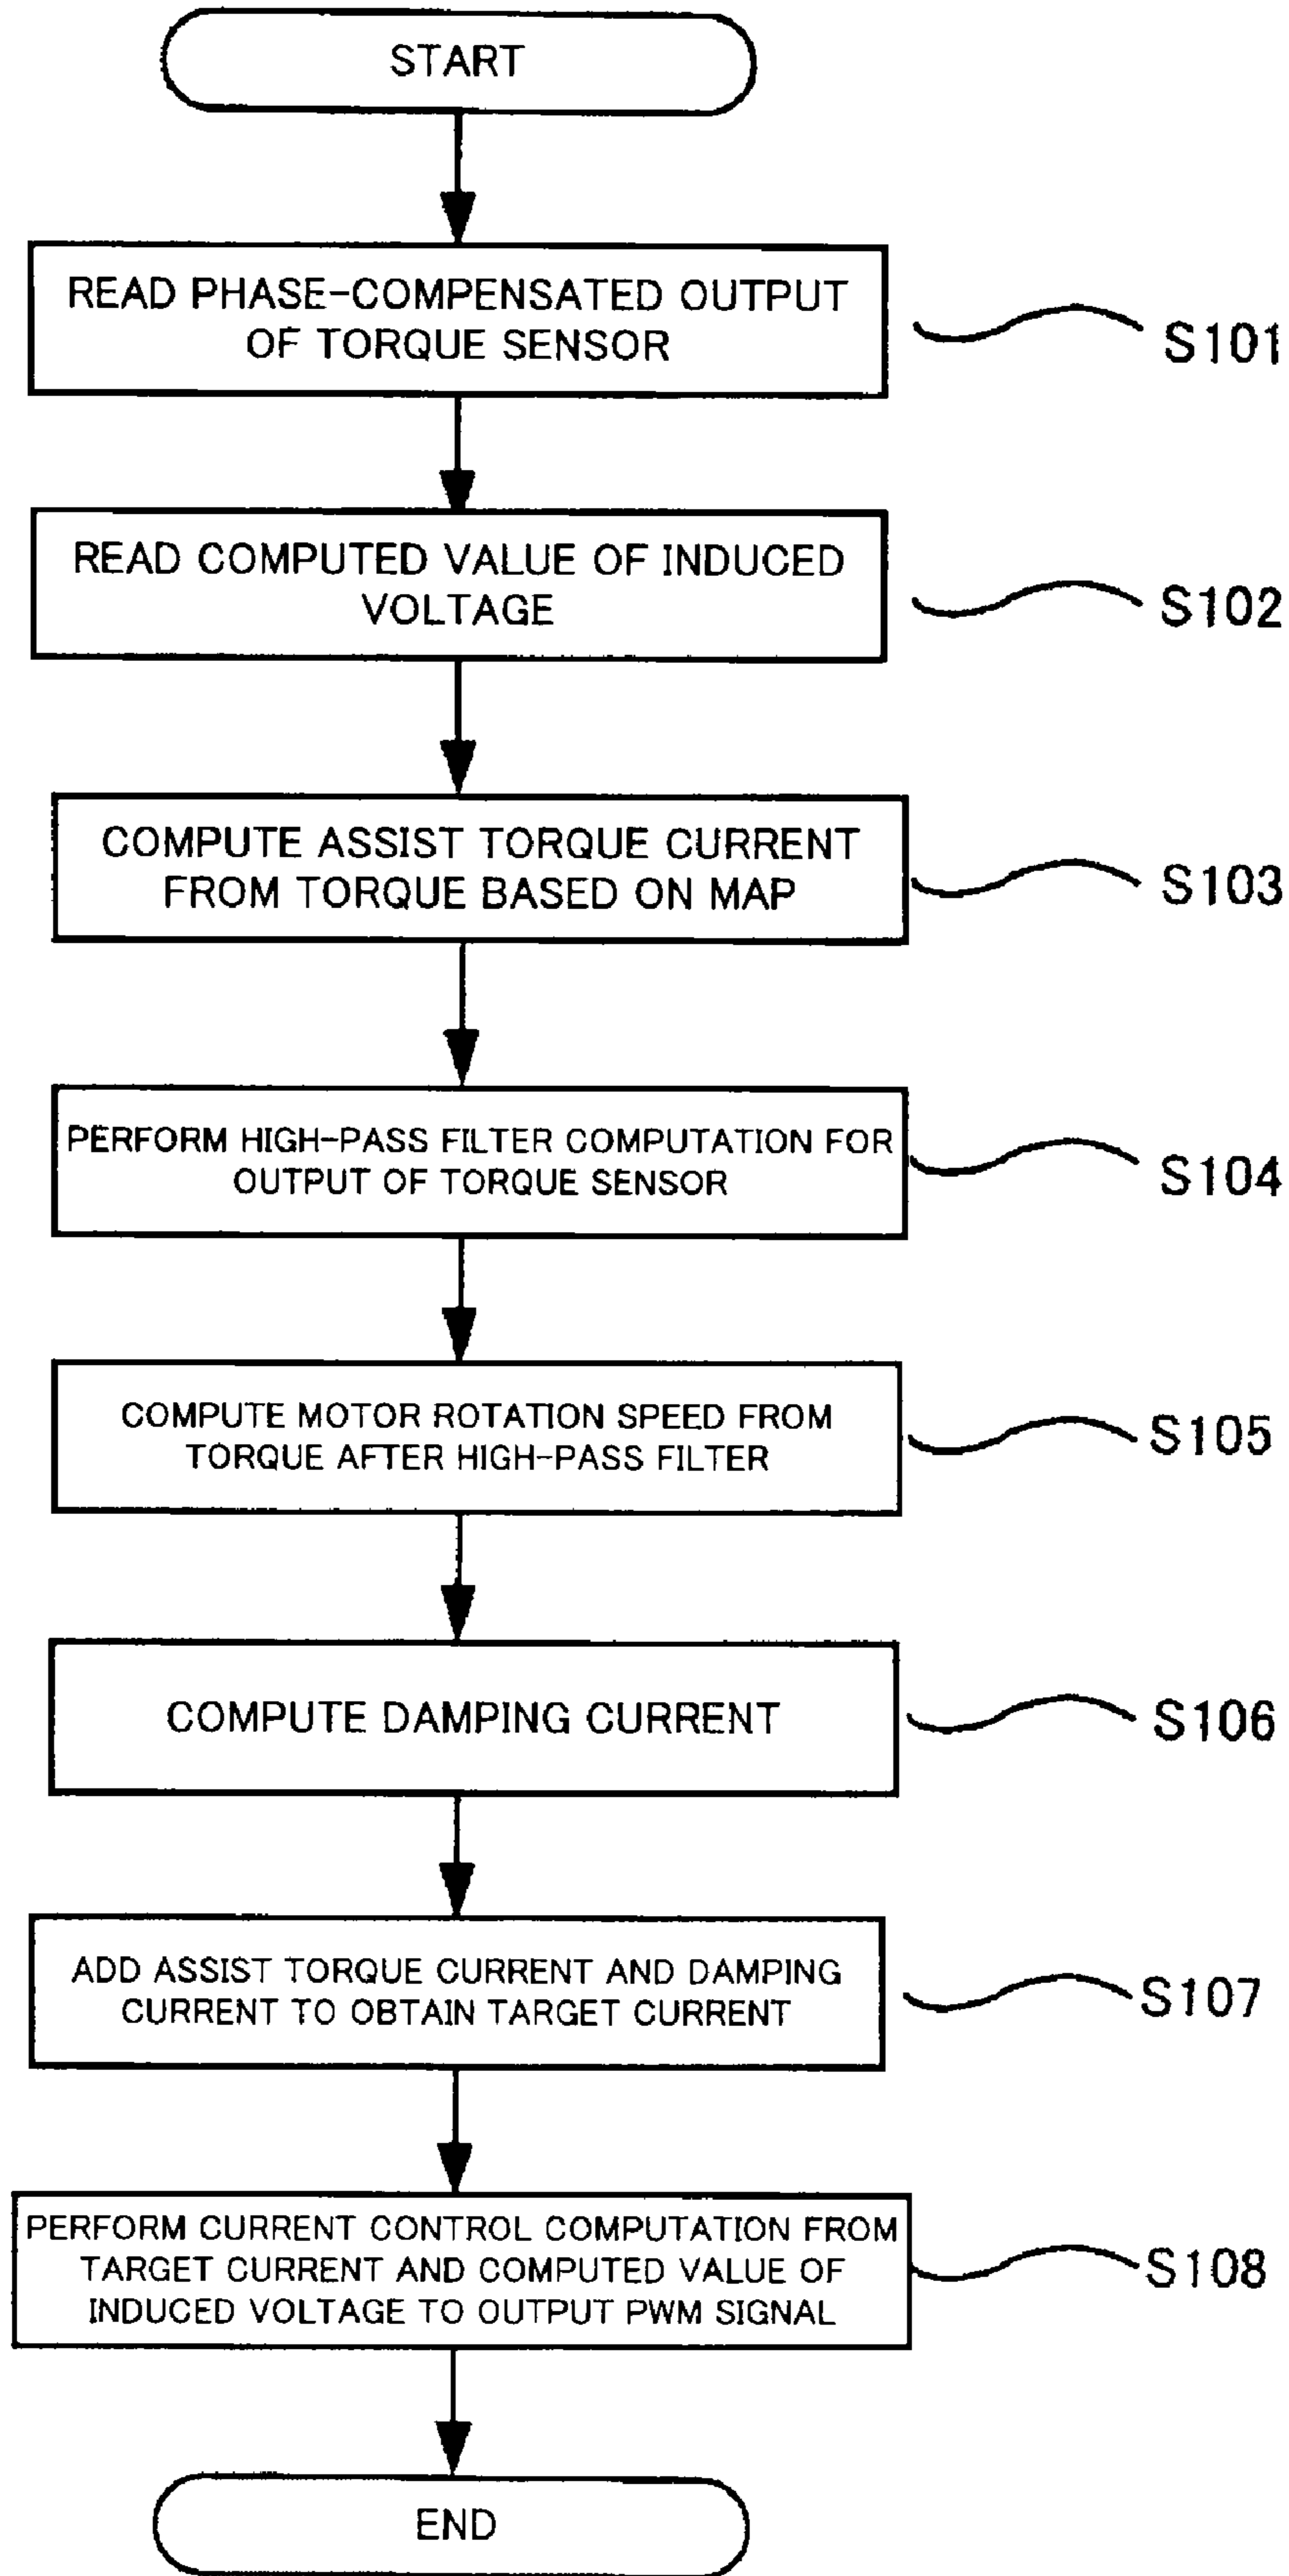 START
READ PHASE-COMPENSATED OUTPUT
OF TORQUE SENSOR
S101
READ COMPUTED VALUE OF INDUCED
VOLTAGE
S102
COMPUTE ASSIST TORQUE CURRENT
FROM TORQUE BASED ON MAP
S103
PERFORM HIGH-PASS FILTER COMPUTATION FOR
OUTPUT OF TORQUE SENSOR
S104
COMPUTE MOTOR ROTATION SPEED FROM
TORQUE AFTER HIGH-PASS FILTER
S105
COMPUTE DAMPING CURRENT
S106
ADD ASSIST TORQUE CURRENT AND DAMPING
CURRENT TO OBTAIN TARGET CURRENT
S107
PERFORM CURRENT CONTROL COMPUTATION FROM
TARGET CURRENT AND COMPUTED VALUE OF
INDUCED VOLTAGE TO OUTPUT PWM SIGNAL
S108
END